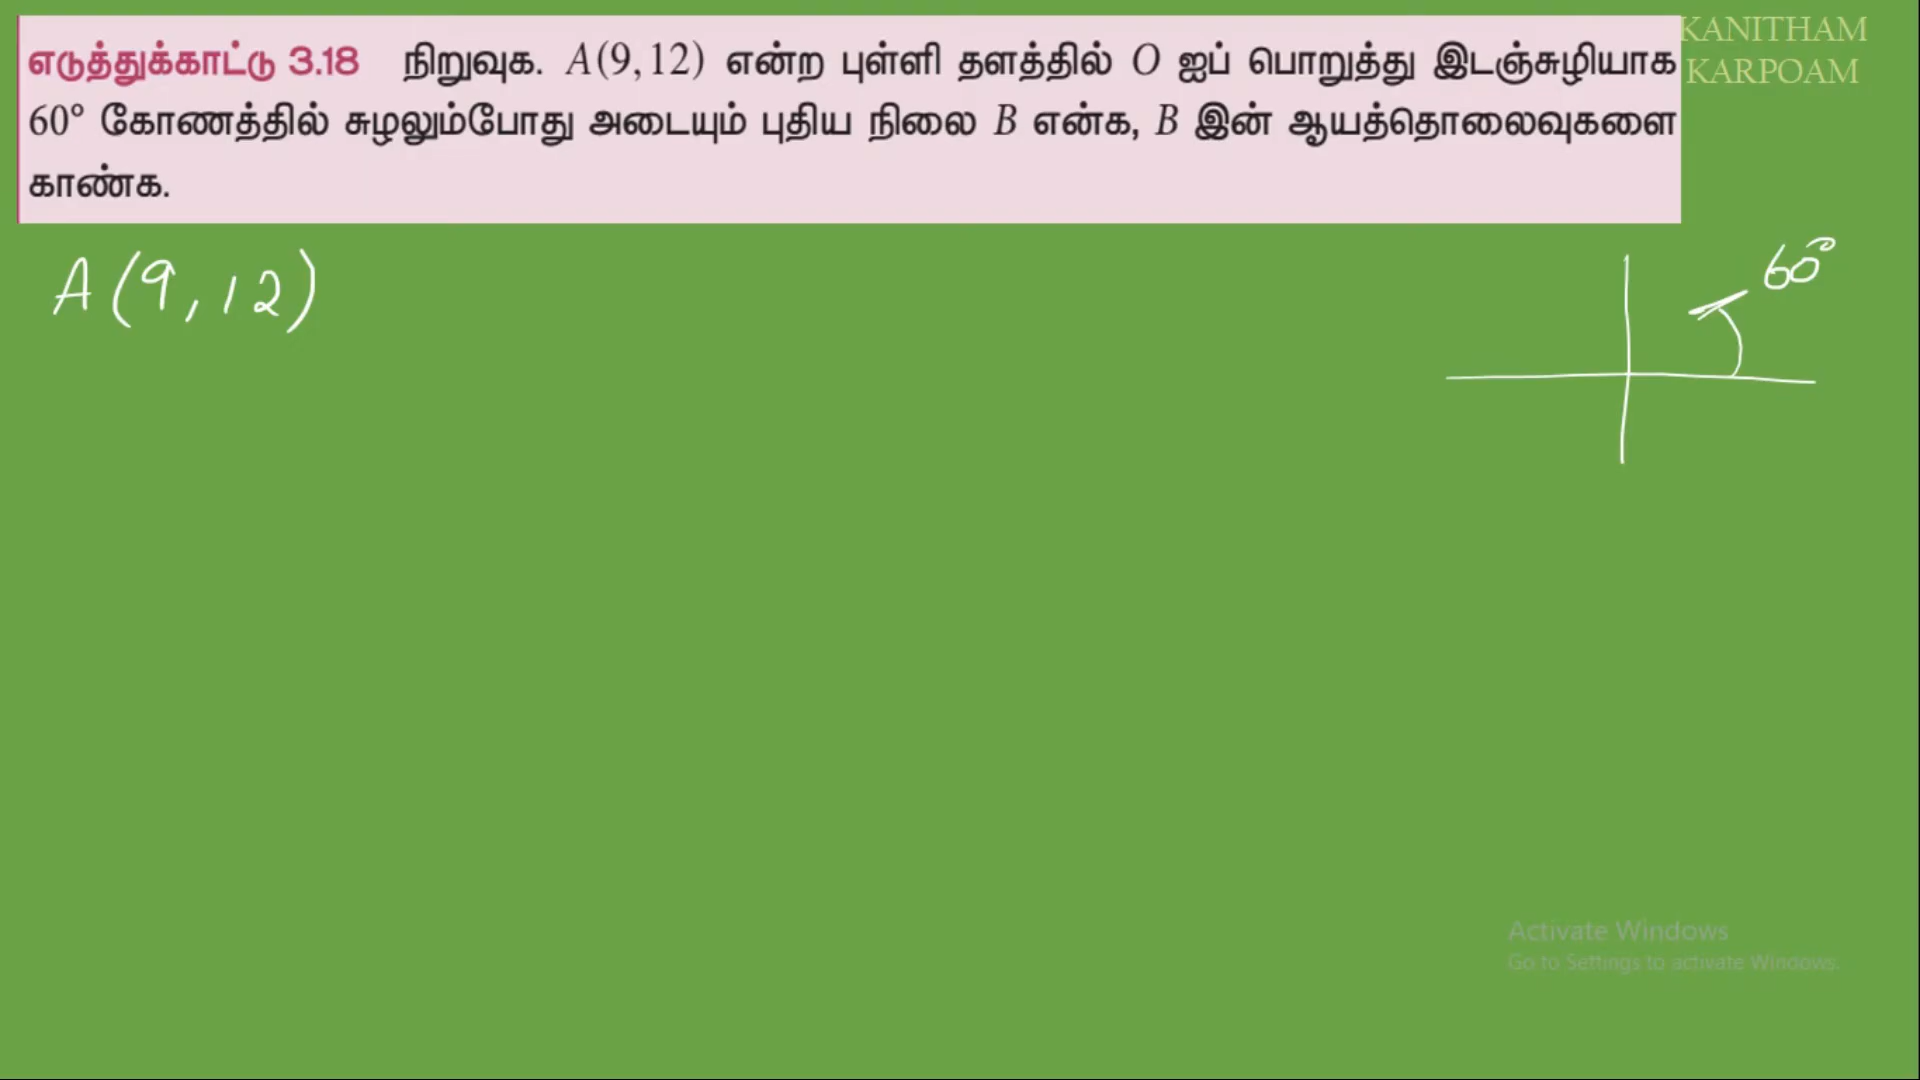 எடுத்துக்காட்டு 3.18 நிறுவுக. A(9,12) என்ற புள்ளி தளத்தில் O ஐப் பொறுத்து இடஞ்சுழியாக
60° கோணத்தில் சுழலும்போது அடையும் புதிய நிலை B என்க, B இன் ஆயத்தொலைவுகளை
காண்க.
KANITHAM
KARPOAM
A(9,12)
60°
Activate Windows
Go to Settings to activate Windows.